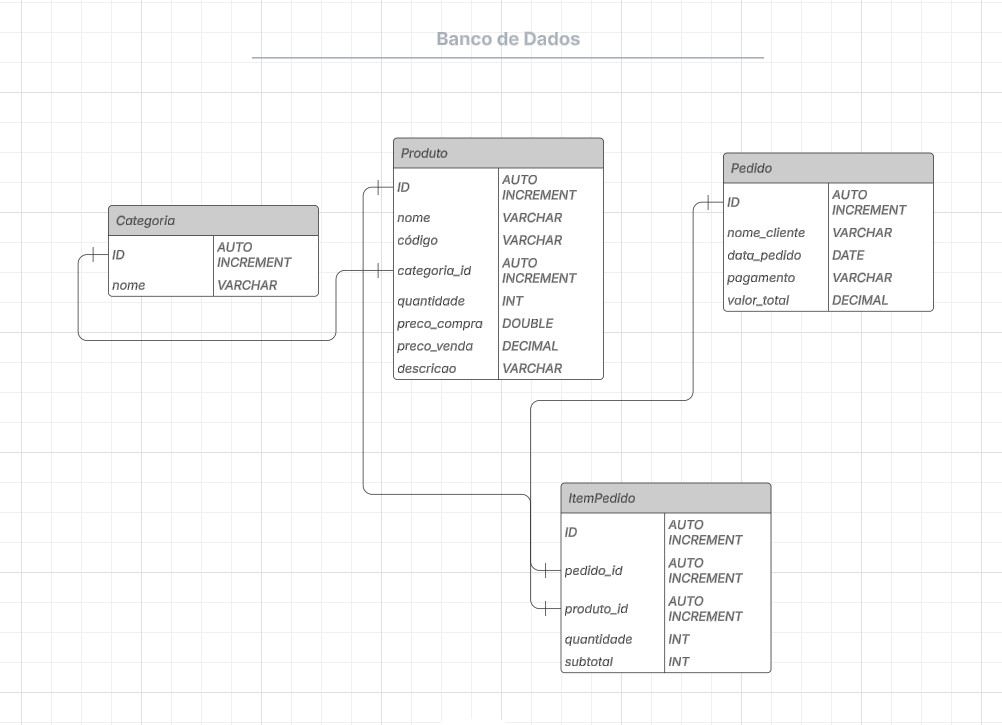 Banco de Dados
Categoria
ID AUTO
INCREMENT
nome VARCHAR
Produto
ID AUTO
INCREMENT
nome VARCHAR
código VARCHAR
categoria_id AUTO
INCREMENT
quantidade INT
preco_compra DOUBLE
preco_venda DECIMAL
descricao VARCHAR
Pedido
ID AUTO
INCREMENT
nome_cliente VARCHAR
data_pedido DATE
pagamento VARCHAR
valor_total DECIMAL
ItemPedido
ID AUTO
INCREMENT
pedido_id AUTO
INCREMENT
produto_id AUTO
INCREMENT
quantidade INT
subtotal INT